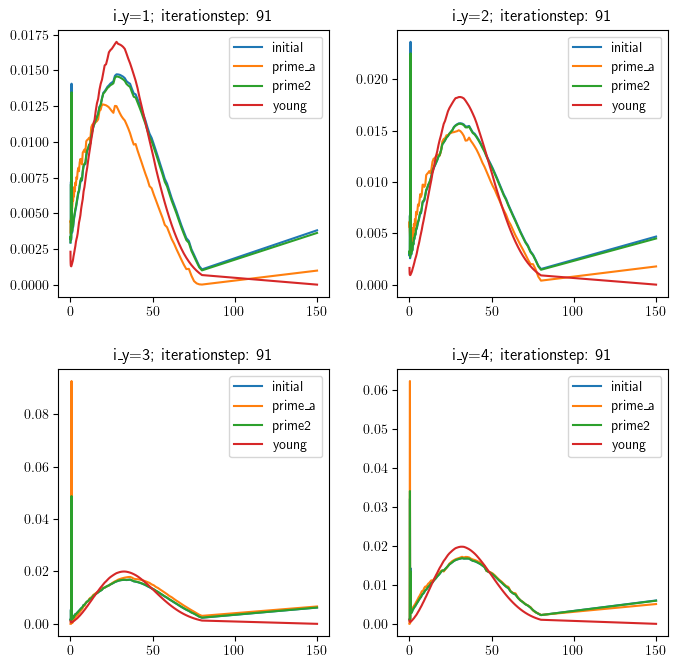 i_y=1; iterationstep: 91
0.0175
0.0150
0.0125
0.0100
0.0075
0.0050
0.0025
0.0000
initial
prime_a
prime2
young
0 50 100 150
i_y=2; iterationstep: 91
0.020
0.015
0.010
0.005
0.000
initial
prime_a
prime2
young
0 50 100 150
i_y=3; iterationstep: 91
0.08
0.06
0.04
0.02
0.00
initial
prime_a
prime2
young
0 50 100 150
i_y=4; iterationstep: 91
0.06
0.05
0.04
0.03
0.02
0.01
0.00
initial
prime_a
prime2
young
0 50 100 150